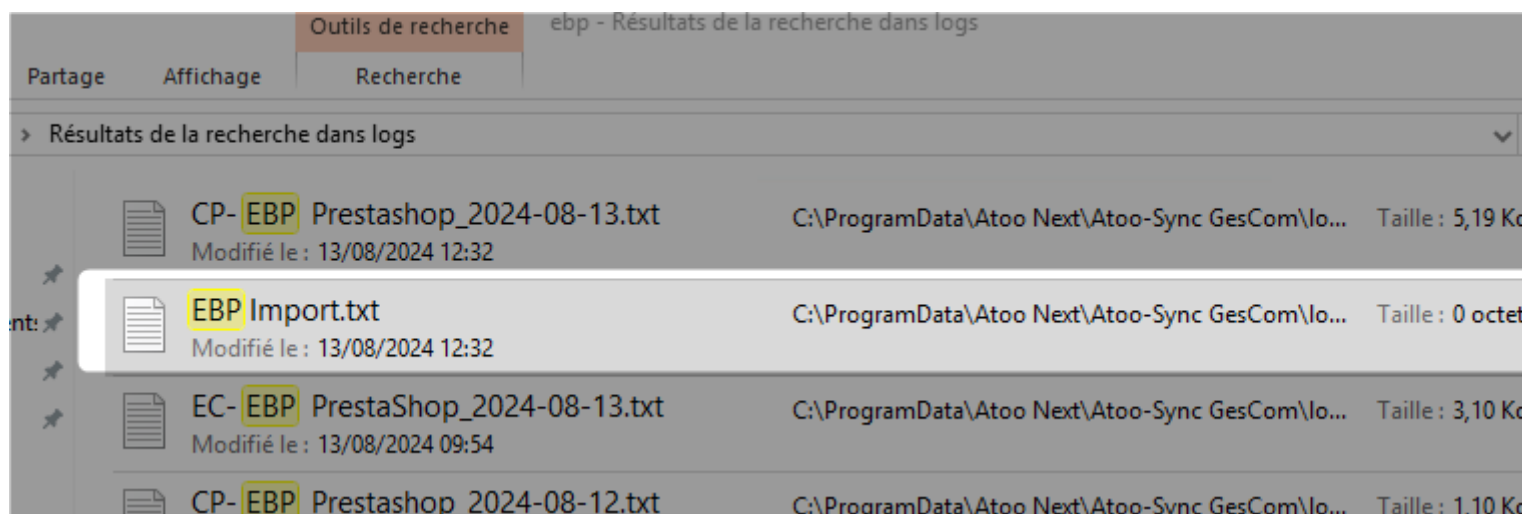 Outils de recherche ebp - Résultats de la recherche dans logs
Partage Affichage Recherche
› Résultats de la recherche dans logs
CP- EBP Prestashop_2024-08-13.txt C:\ProgramData\Atoo Next\Atoo-Sync GesCom\lo... Taille : 5,19 Ko
Modifié le : 13/08/2024 12:32
EBP Import.txt C:\ProgramData\Atoo Next\Atoo-Sync GesCom\lo... Taille : 0 octet
Modifié le : 13/08/2024 12:32
EC- EBP PrestaShop_2024-08-13.txt C:\ProgramData\Atoo Next\Atoo-Sync GesCom\lo... Taille : 3,10 Ko
Modifié le : 13/08/2024 09:54
CP- EBP Prestashop_2024-08-12.txt C:\ProgramData\Atoo Next\Atoo-Sync GesCom\lo... Taille : 1,10 Ko